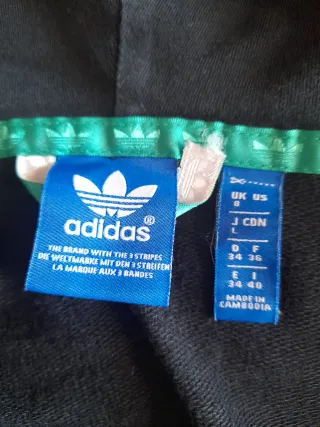 adidas®
THE BRAND WITH THE 3 STRIPES
DIE WELTMARKE MIT DEN 3 STREIFEN
LA MARQUE AUX 3 BANDES
UK US
8
J CDN
L
D F
34 36
E I
34 40
MADE IN
CAMBODIA